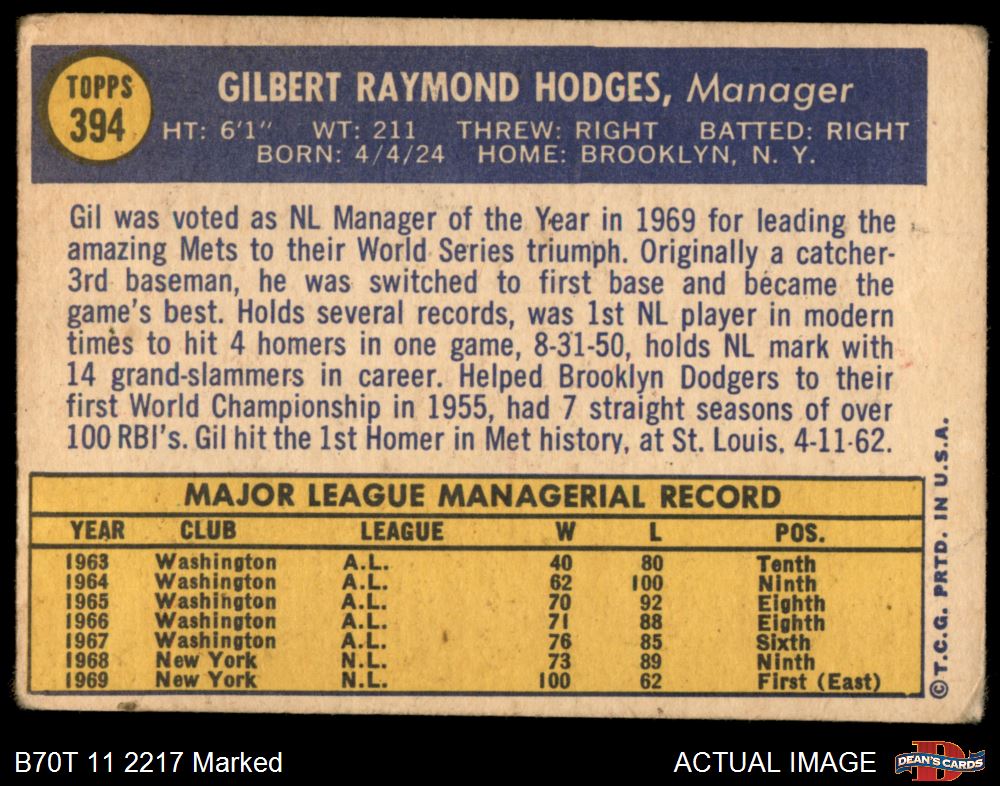 TOPPS
394
GILBERT RAYMOND HODGES, Manager
HT: 6'1" WT: 211 THREW: RIGHT BATTED: RIGHT
BORN: 4/4/24 HOME: BROOKLYN, N. Y.
Gil was voted as NL Manager of the Year in 1969 for leading the
amazing Mets to their World Series triumph. Originally a catcher-
3rd baseman, he was switched to first base and became the
game's best. Holds several records, was 1st NL player in modern
times to hit 4 homers in one game, 8-31-50, holds NL mark with
14 grand-slammers in career. Helped Brooklyn Dodgers to their
first World Championship in 1955, had 7 straight seasons of over
100 RBI's. Gil hit the 1st Homer in Met history, at St. Louis, 4-11-62.
MAJOR LEAGUE MANAGERIAL RECORD
YEAR CLUB LEAGUE W L POS.
1963 Washington A.L. 40 80 Tenth
1964 Washington A.L. 62 100 Ninth
1965 Washington A.L. 70 92 Eighth
1966 Washington A.L. 71 88 Eighth
1967 Washington A.L. 76 85 Sixth
1968 New York N.L. 73 89 Ninth
1969 New York N.L. 100 62 First (East)
© T.C.G. PRTD. IN U.S.A.
B70T 11 2217 Marked
ACTUAL IMAGE
D
DEAN'S CARDS